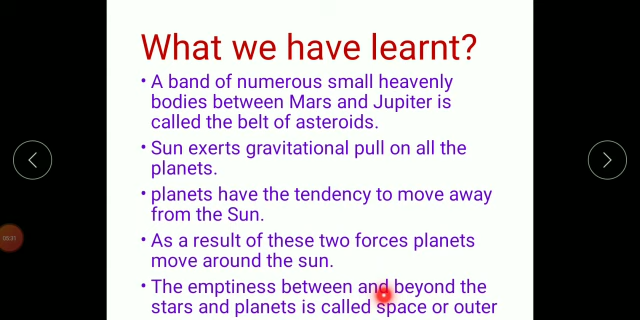 What we have learnt?
• A band of numerous small heavenly
bodies between Mars and Jupiter is
called the belt of asteroids.
• Sun exerts gravitational pull on all the
planets.
• planets have the tendency to move away
from the Sun.
• As a result of these two forces planets
move around the sun.
• The emptiness between and beyond the
stars and planets is called space or outer